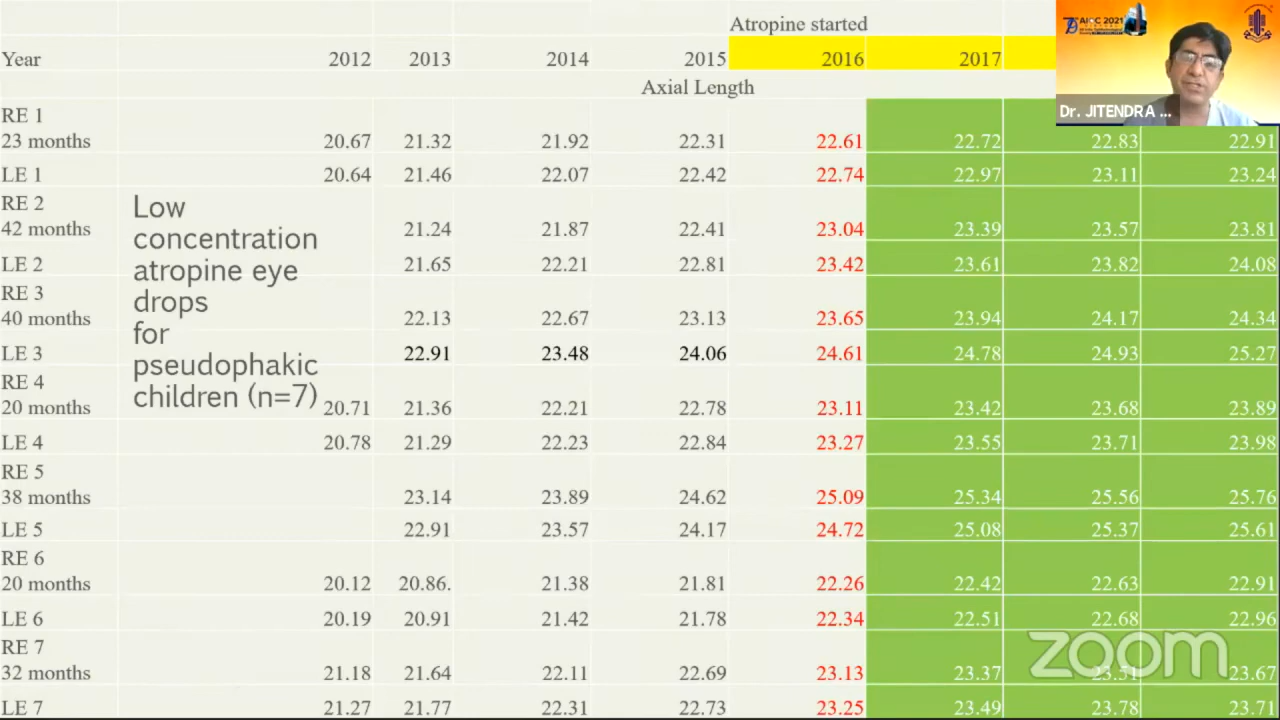 Atropine started
Year 2012 2013 2014 2015 2016 2017
Axial Length
RE 1
23 months 20.67 21.32 21.92 22.31 22.61 22.72 22.83 22.91
LE 1 20.64 21.46 22.07 22.42 22.74 22.97 23.11 23.24
RE 2
42 months 21.24 21.87 22.41 23.04 23.39 23.57 23.81
LE 2 21.65 22.21 22.81 23.42 23.61 23.82 24.08
RE 3
40 months 22.13 22.67 23.13 23.65 23.94 24.17 24.34
LE 3 22.91 23.48 24.06 24.61 24.78 24.93 25.27
RE 4
20 months 20.71 21.36 22.21 22.78 23.11 23.42 23.68 23.89
LE 4 20.78 21.29 22.23 22.84 23.27 23.55 23.71 23.98
RE 5
38 months 23.14 23.89 24.62 25.09 25.34 25.56 25.76
LE 5 22.91 23.57 24.17 24.72 25.08 25.37 25.61
RE 6
20 months 20.12 20.86. 21.38 21.81 22.26 22.42 22.63 22.91
LE 6 20.19 20.91 21.42 21.78 22.34 22.51 22.68 22.96
RE 7
32 months 21.18 21.64 22.11 22.69 23.13 23.37 23.51 23.67
LE 7 21.27 21.77 22.31 22.73 23.25 23.49 23.78 23.71
Low
concentration
atropine eye
drops
for
pseudophakic
children (n=7)
AIOC 2021
Dr. JITENDRA ...
zoom